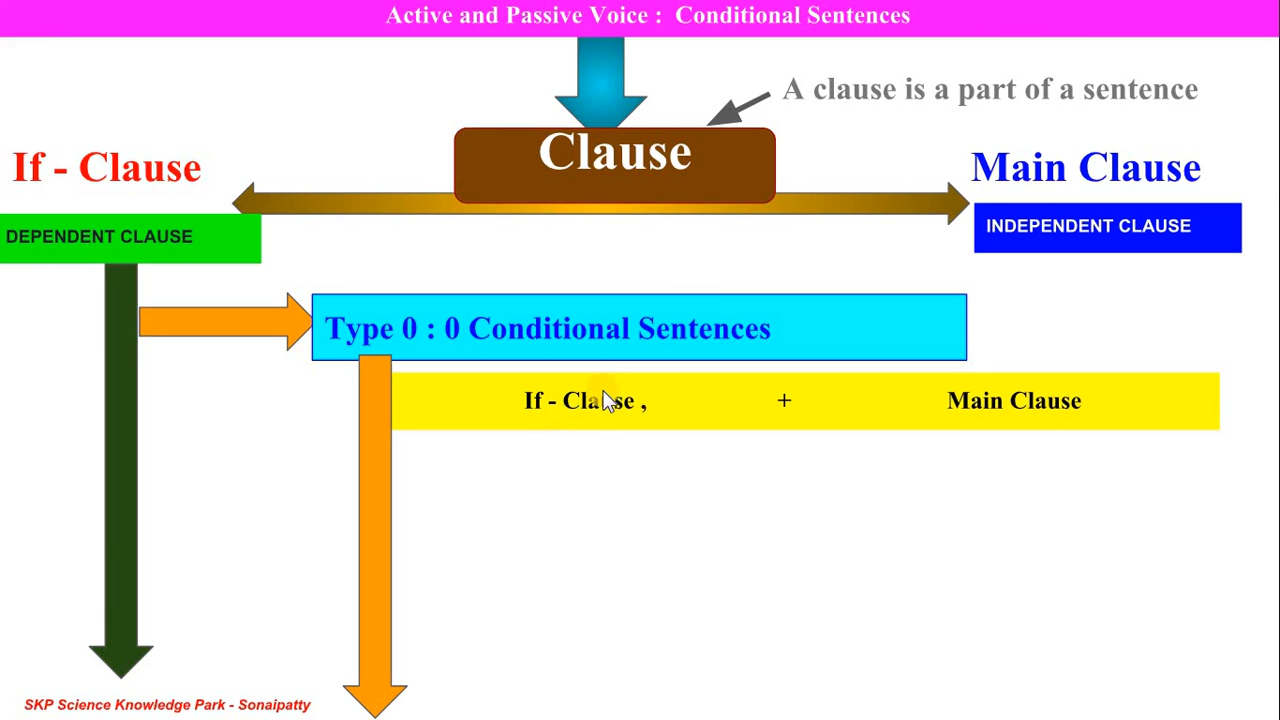 Active and Passive Voice : Conditional Sentences
A clause is a part of a sentence
Clause
If - Clause
Main Clause
DEPENDENT CLAUSE
INDEPENDENT CLAUSE
Type 0 : 0 Conditional Sentences
If - Clause , + Main Clause
SKP Science Knowledge Park - Sonaipatty